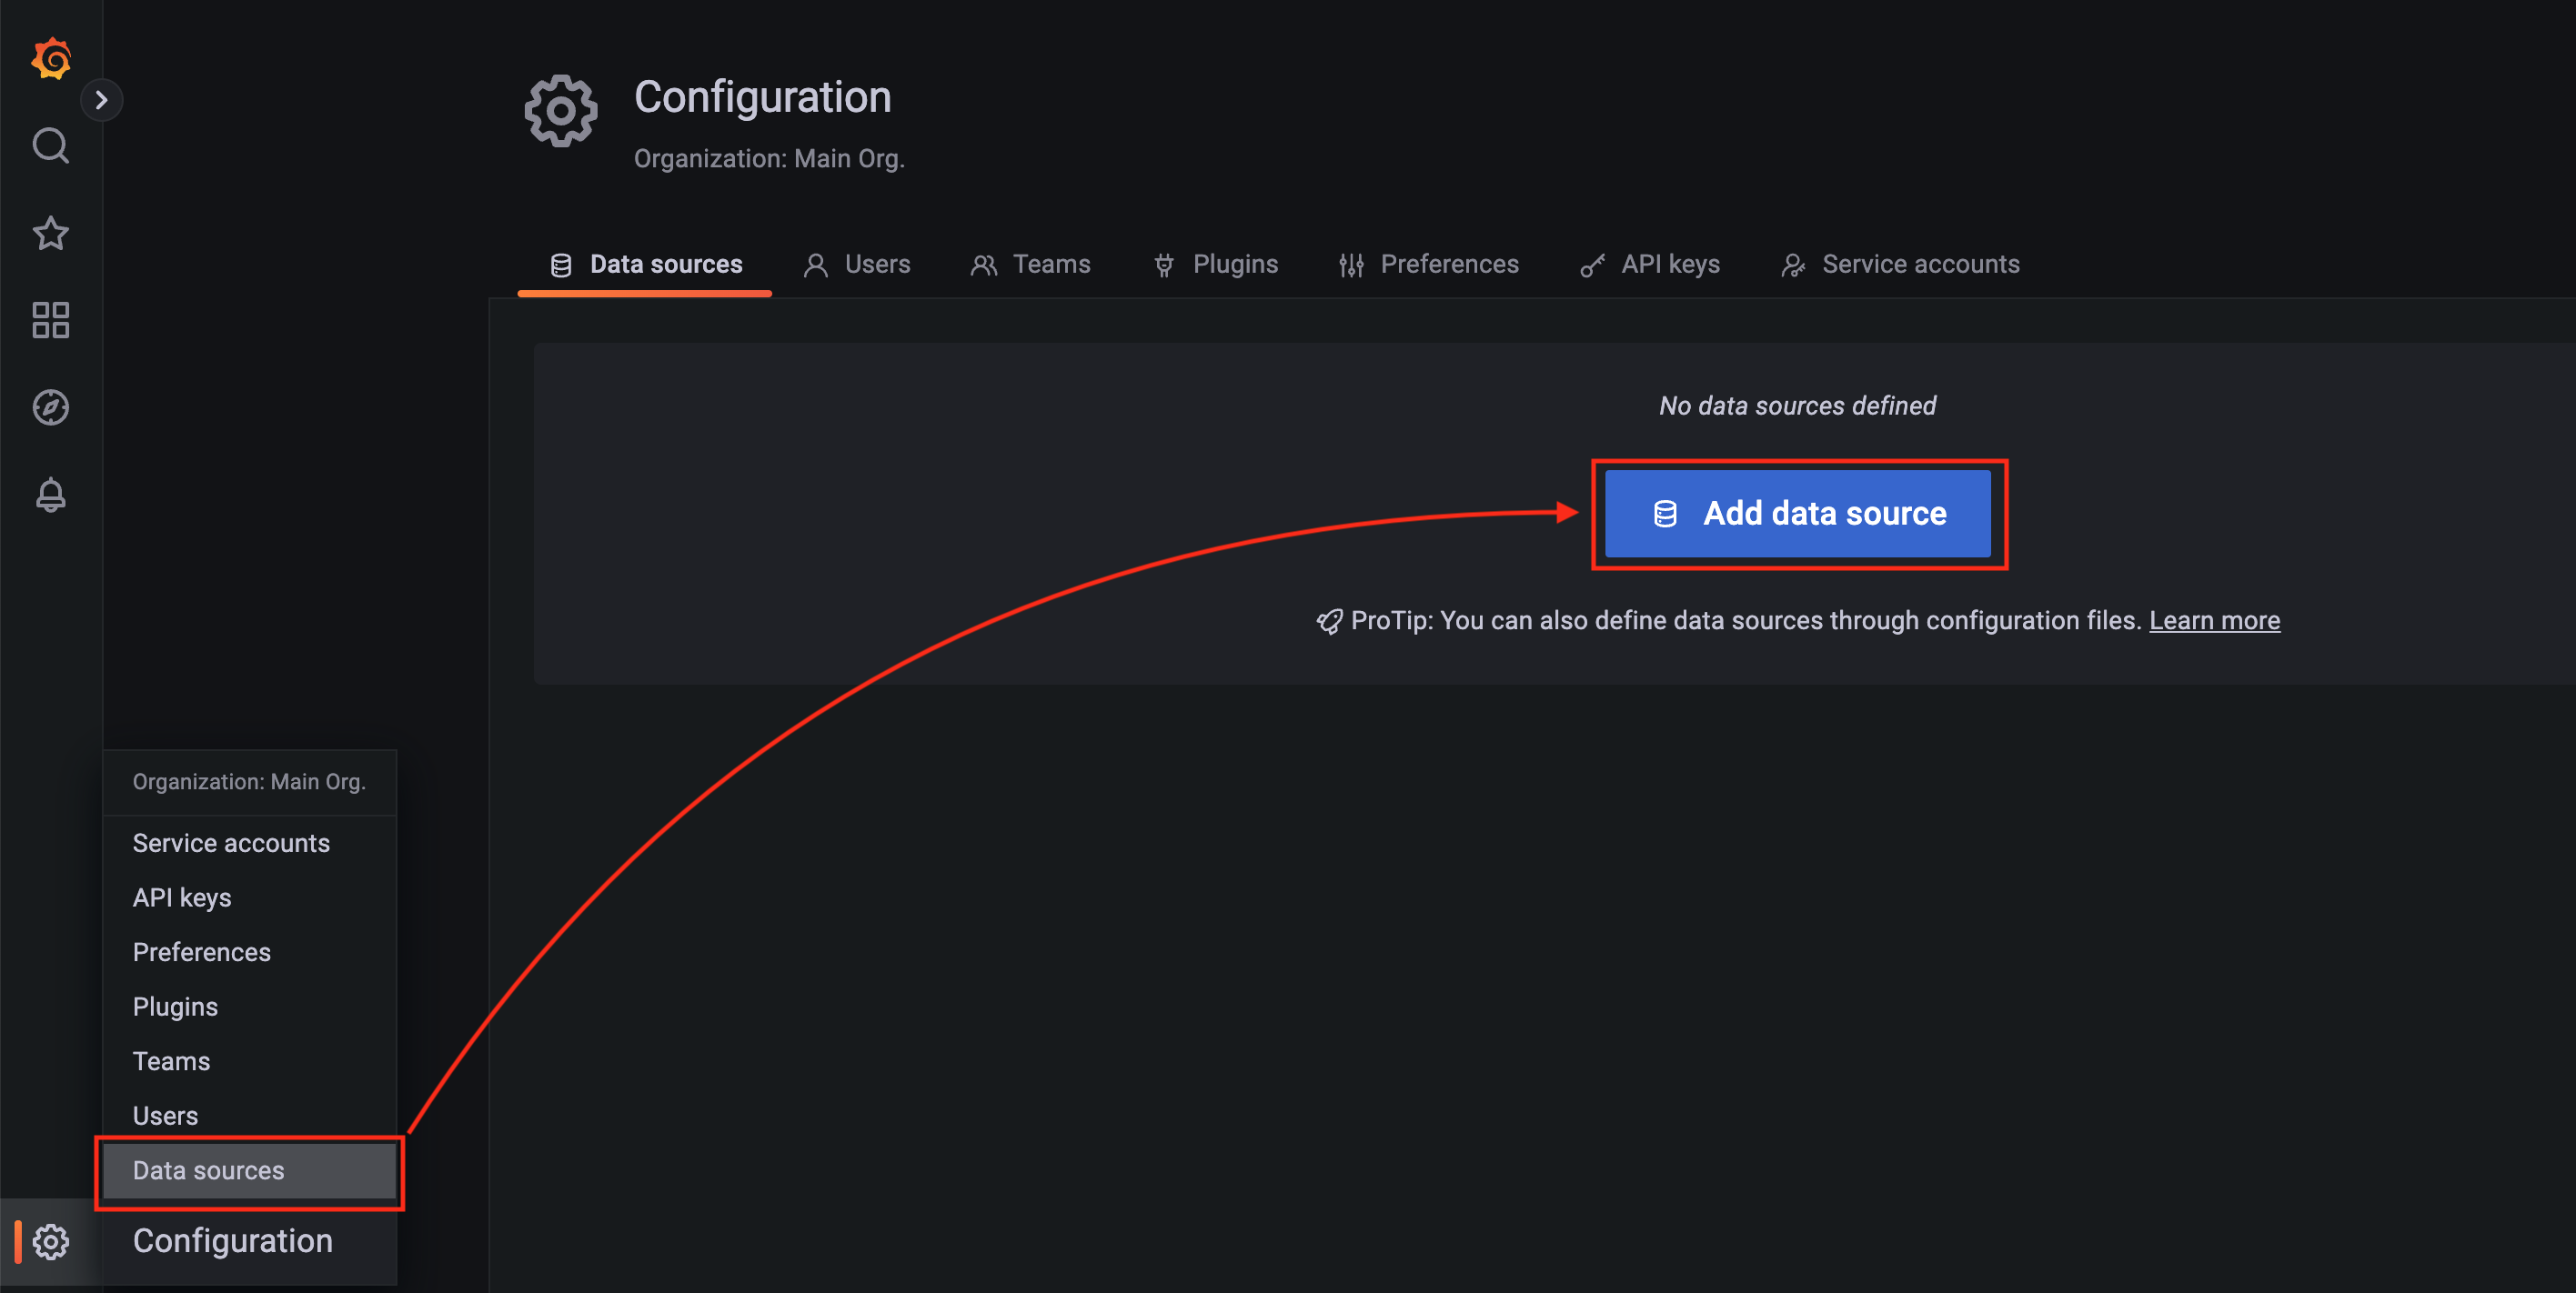 Configuration
Organization: Main Org.
Data sources Users Teams Plugins Preferences API keys Service accounts
No data sources defined
Add data source
ProTip: You can also define data sources through configuration files. Learn more
Organization: Main Org.
Service accounts
API keys
Preferences
Plugins
Teams
Users
Data sources
Configuration